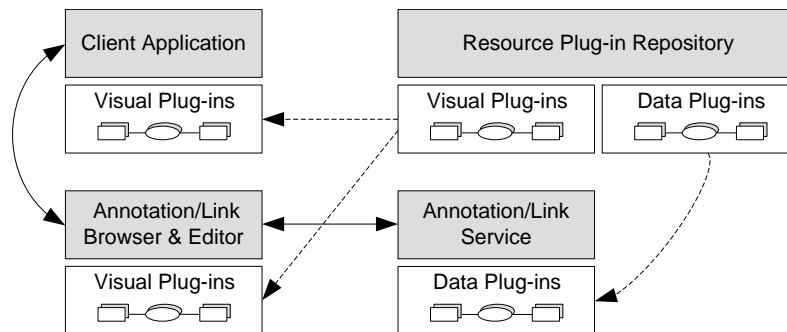 Client Application
Resource Plug-in Repository
Visual Plug-ins
Visual Plug-ins
Data Plug-ins
Annotation/Link
Browser & Editor
Annotation/Link
Service
Visual Plug-ins
Data Plug-ins